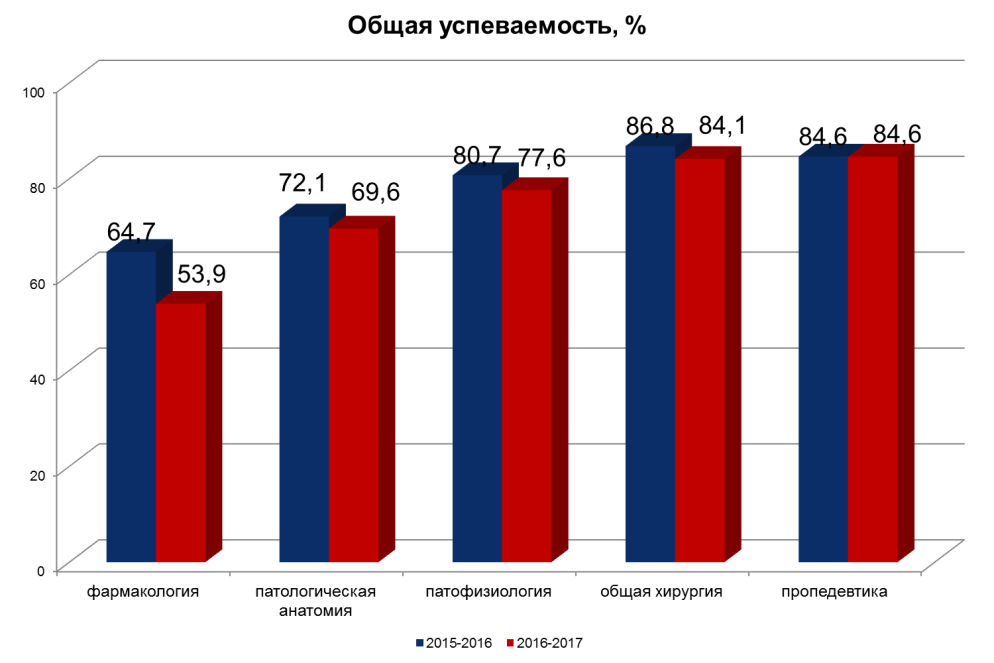 Общая успеваемость, %
100
80
60
40
20
0
64,7
53,9
72,1
69,6
80,7
77,6
86,8
84,1
84,6
84,6
фармакология
патологическая
анатомия
патофизиология
общая хирургия
пропедевтика
2015-2016
2016-2017